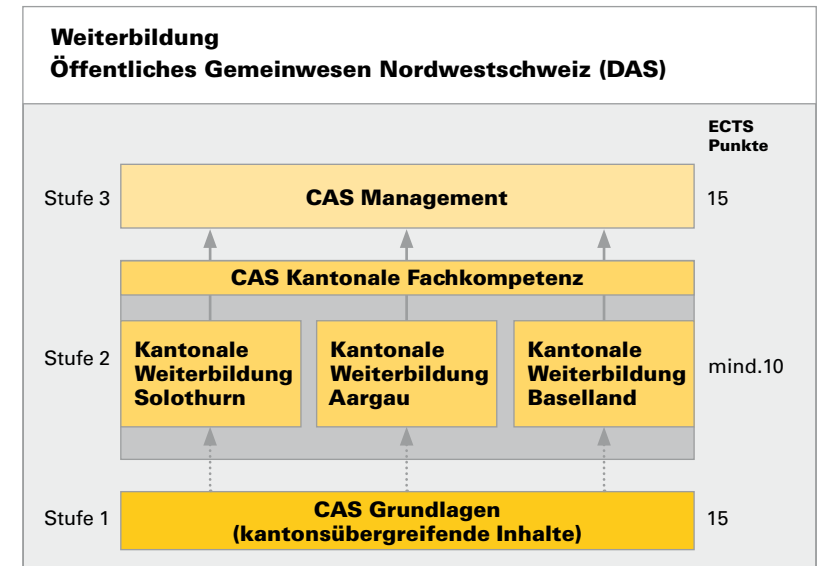 Weiterbildung
Öffentliches Gemeinwesen Nordwestschweiz (DAS)
ECTS
Punkte
Stufe 3
CAS Management
15
CAS Kantonale Fachkompetenz
Stufe 2
Kantonale
Weiterbildung
Solothurn
Kantonale
Weiterbildung
Aargau
Kantonale
Weiterbildung
Baselland
mind.10
Stufe 1
CAS Grundlagen
(kantonsübergreifende Inhalte)
15